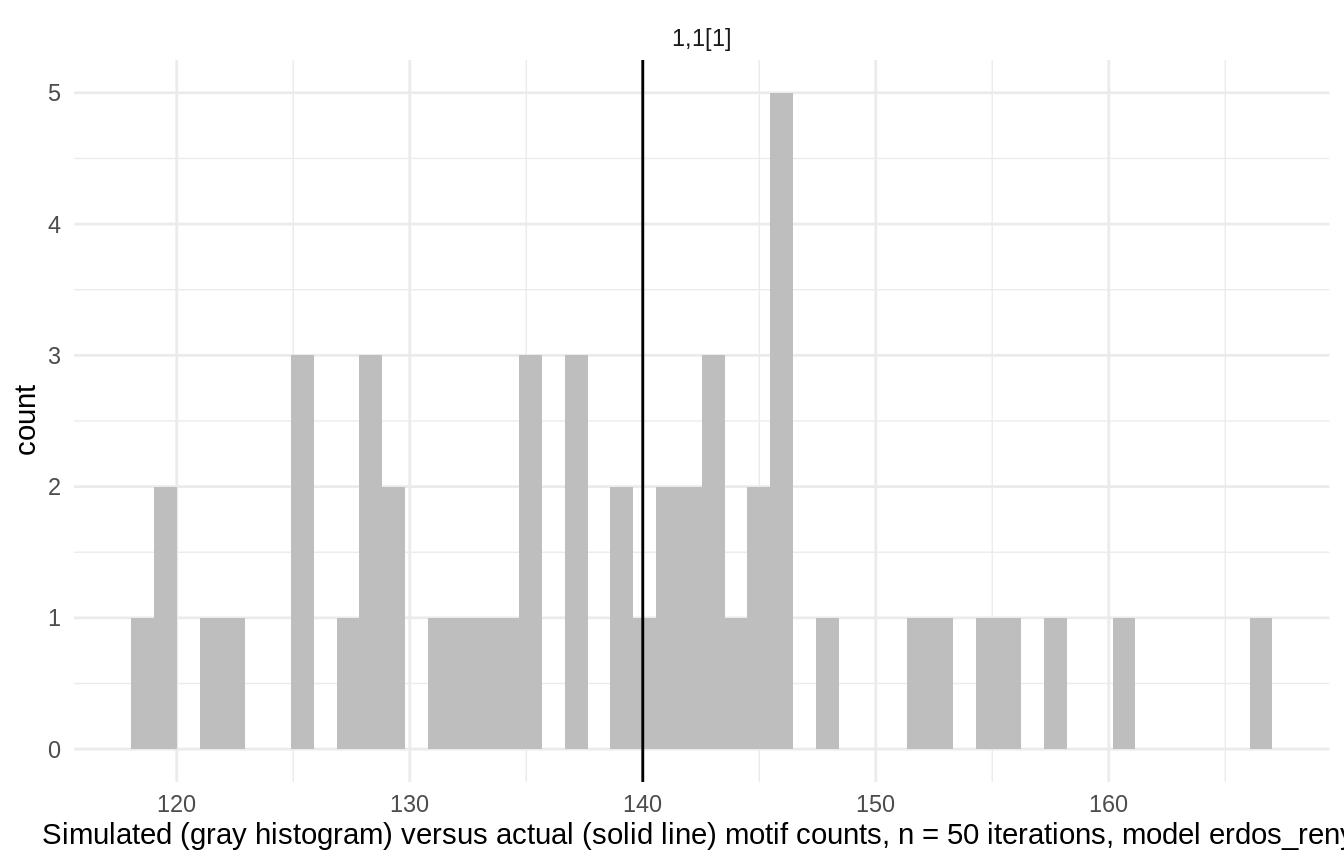 1,1[1]
5
4
3
2
1
0
count
120 130 140 150 160
Simulated (gray histogram) versus actual (solid line) motif counts, n = 50 iterations, model